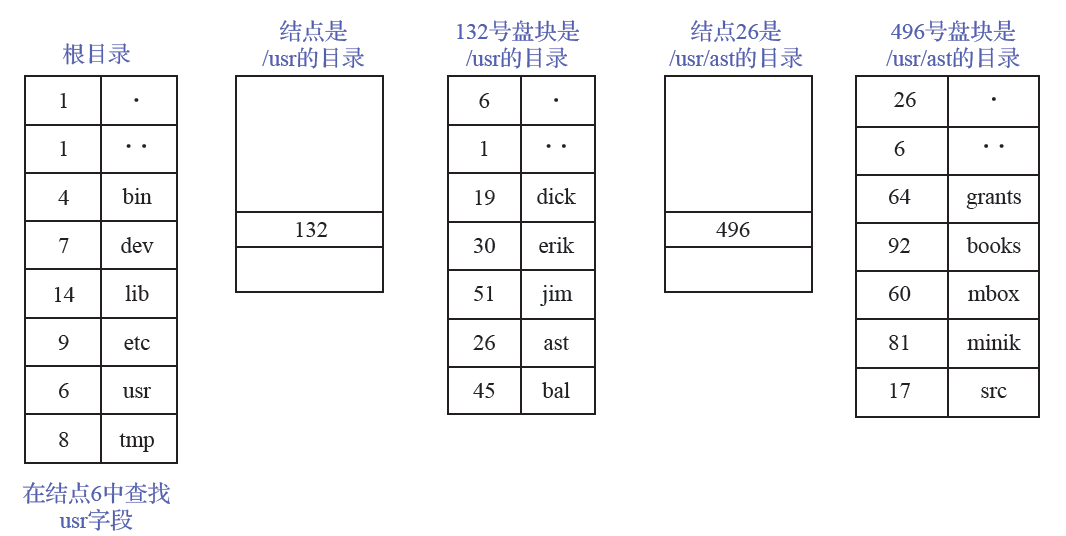 根目录
1 ·
1 ··
4 bin
7 dev
14 lib
9 etc
6 usr
8 tmp
在结点6中查找
usr字段
结点是
/usr的目录
132
132号盘块是
/usr的目录
6 ·
1 ··
19 dick
30 erik
51 jim
26 ast
45 bal
结点26是
/usr/ast的目录
496
496号盘块是
/usr/ast的目录
26 ·
6 ··
64 grants
92 books
60 mbox
81 minik
17 src